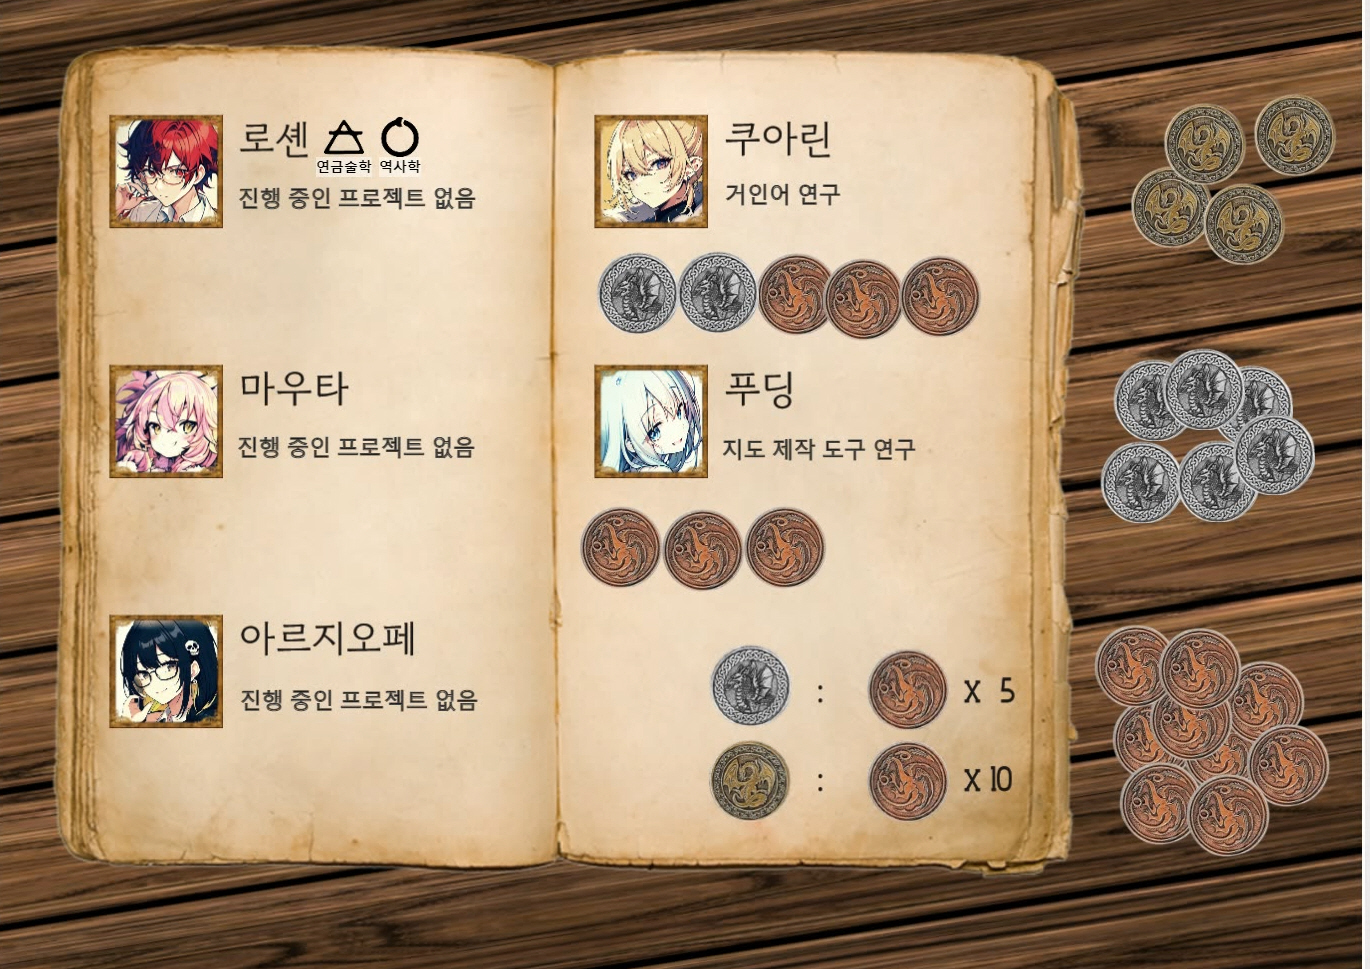 로셴
연금술학 역사학
진행 중인 프로젝트 없음
마우타
진행 중인 프로젝트 없음
아르지오페
진행 중인 프로젝트 없음
쿠아린
거인어 연구
푸딩
지도 제작 도구 연구
: X 5
: X 10